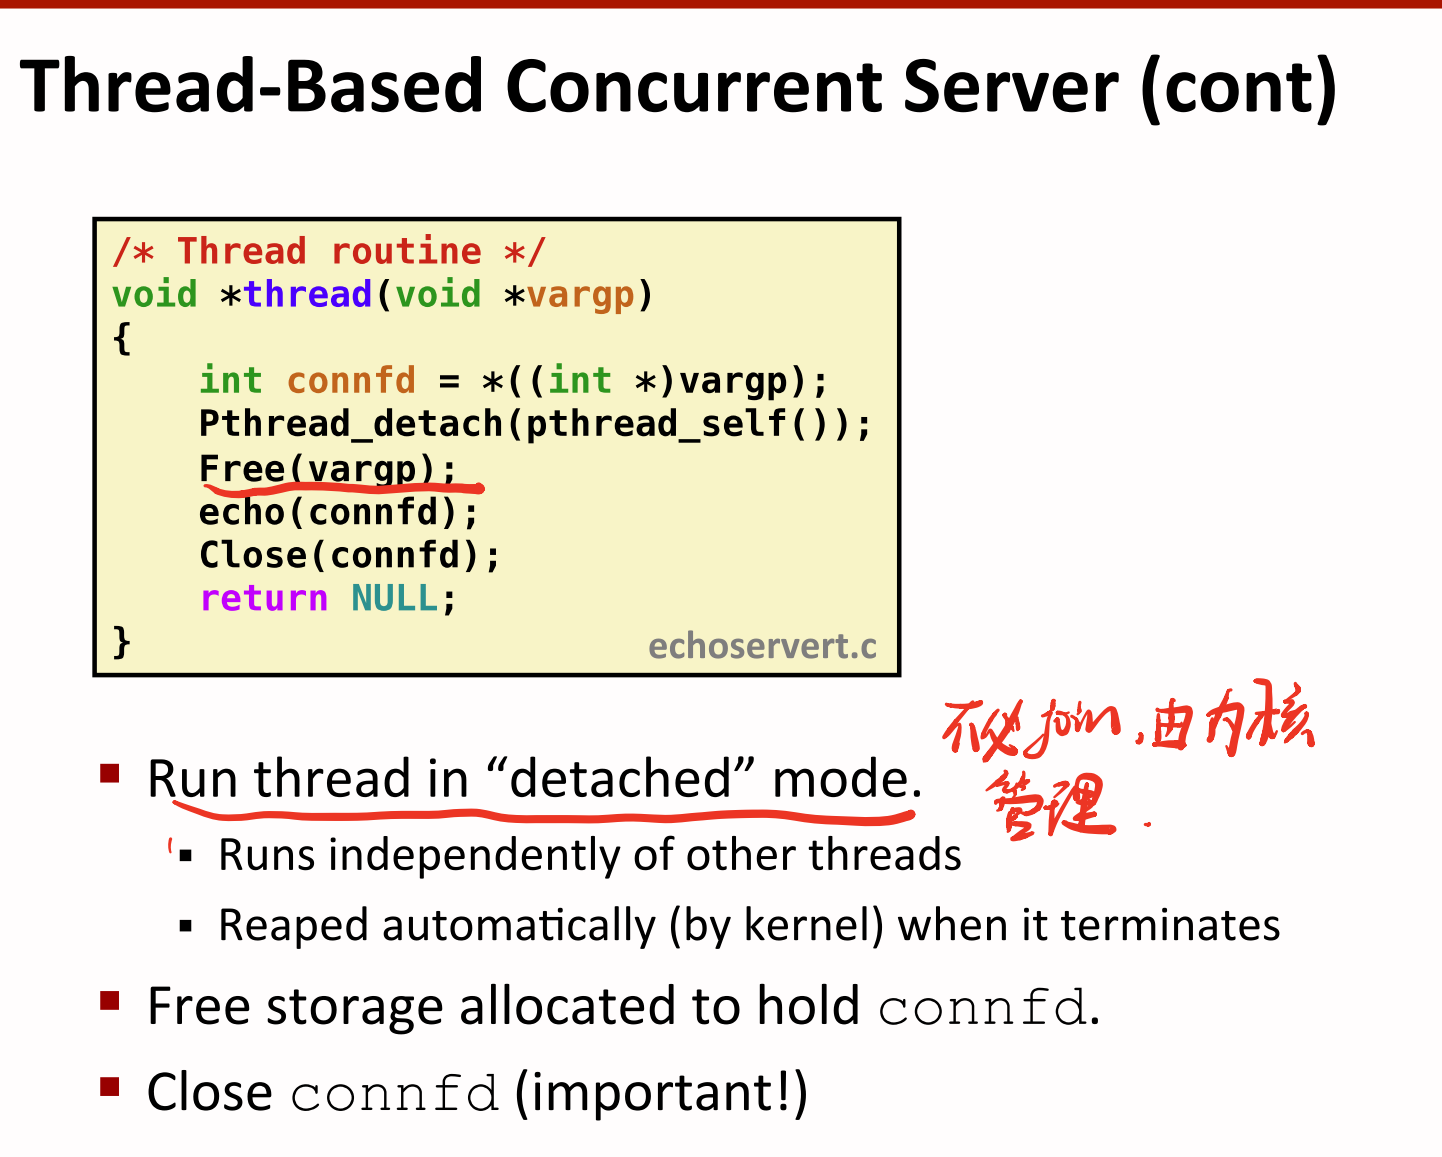 Thread-Based Concurrent Server (cont)
/* Thread routine */
void *thread(void *vargp)
{
    int connfd = *((int *)vargp);
    Pthread_detach(pthread_self());
    Free(vargp);
    echo(connfd);
    Close(connfd);
    return NULL;
}
echoservert.c
不必join,由内核
管理.
▪ Run thread in “detached” mode.
▪ Runs independently of other threads
▪ Reaped automatically (by kernel) when it terminates
▪ Free storage allocated to hold connfd.
▪ Close connfd (important!)